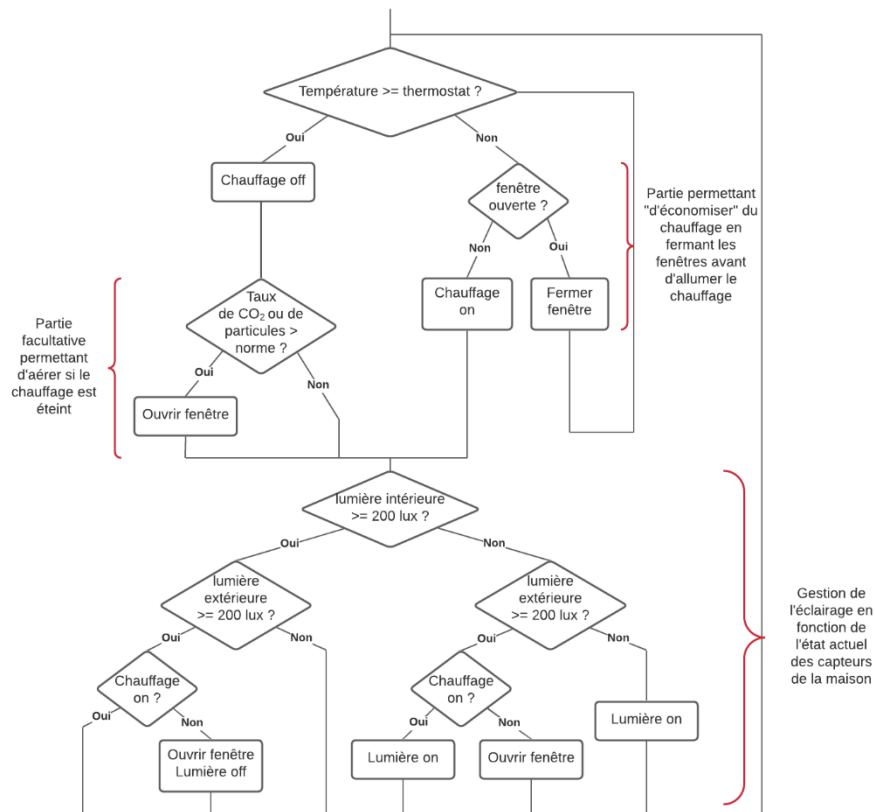 Température >= thermostat ?
Oui
Non
Chauffage off
fenêtre
ouverte ?
Partie permettant
"d'économiser" du
chauffage en
fermant les
fenêtres avant
d'allumer le
chauffage
Non
Oui
Chauffage
on
Fermer
fenêtre
Taux
de CO₂ ou de
particules >
norme ?
Partie
facultative
permettant
d'aérer si le
chauffage est
éteint
Oui
Non
Ouvrir fenêtre
lumière intérieure
>= 200 lux ?
Oui
Non
lumière
extérieure
>= 200 lux ?
lumière
extérieure
>= 200 lux ?
Gestion de
l'éclairage en
fonction de
l'état actuel
des capteurs
de la maison
Oui
Non
Oui
Non
Chauffage
on ?
Chauffage
on ?
Oui
Non
Oui
Non
Lumière on
Ouvrir fenêtre
Lumière off
Lumière on
Ouvrir fenêtre